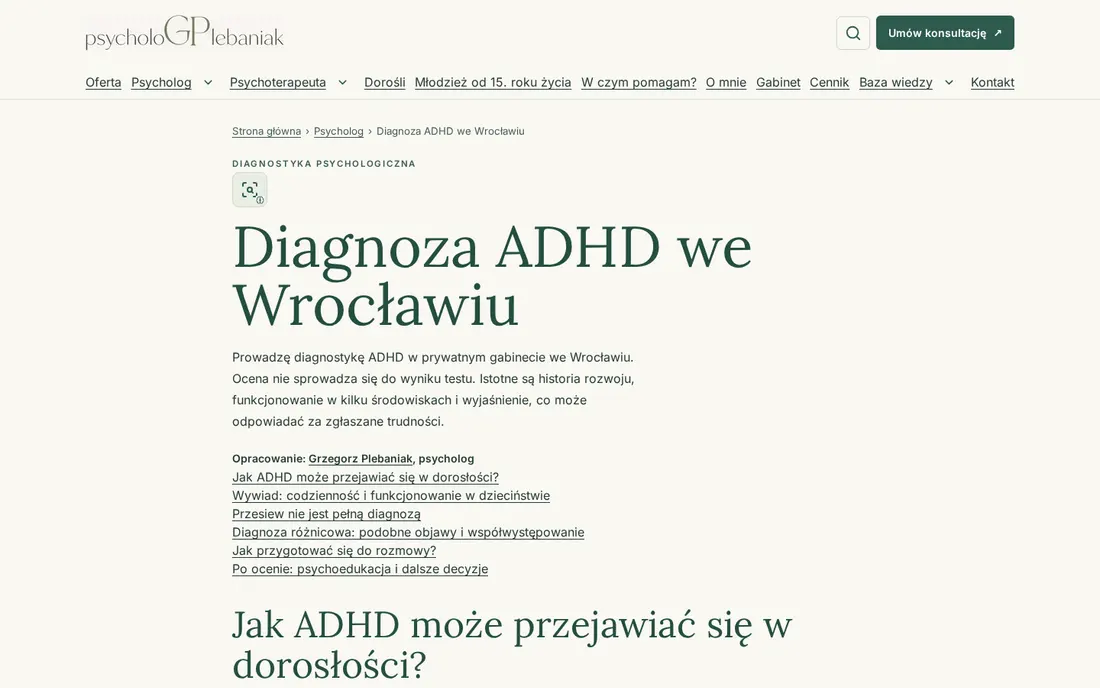 psycholoGPlebaniak
Umów konsultację ↗
Oferta Psycholog Psychoterapeuta Dorośli Młodzież od 15. roku życia W czym pomagam? O mnie Gabinet Cennik Baza wiedzy Kontakt
Strona główna › Psycholog › Diagnoza ADHD we Wrocławiu
DIAGNOSTYKA PSYCHOLOGICZNA
Diagnoza ADHD we
Wrocławiu
Prowadzę diagnostykę ADHD w prywatnym gabinecie we Wrocławiu.
Ocena nie sprowadza się do wyniku testu. Istotne są historia rozwoju,
funkcjonowanie w kilku środowiskach i wyjaśnienie, co może
odpowiadać za zgłaszane trudności.
Opracowanie: Grzegorz Plebaniak, psycholog
Jak ADHD może przejawiać się w dorosłości?
Wywiad: codzienność i funkcjonowanie w dzieciństwie
Przesiew nie jest pełną diagnozą
Diagnoza różnicowa: podobne objawy i współwystępowanie
Jak przygotować się do rozmowy?
Po ocenie: psychoedukacja i dalsze decyzje
Jak ADHD może przejawiać się w
dorosłości?